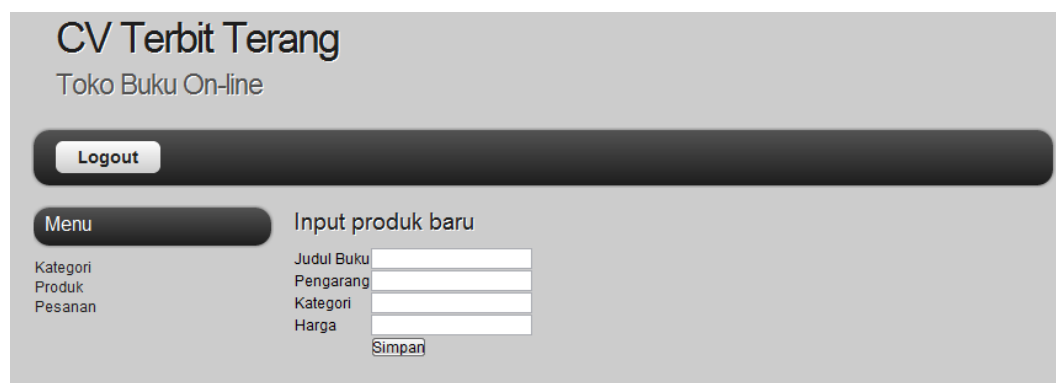 CV Terbit Terang
Toko Buku On-line
Logout
Menu
Kategori
Produk
Pesanan
Input produk baru
Judul Buku
Pengarang
Kategori
Harga
Simpan